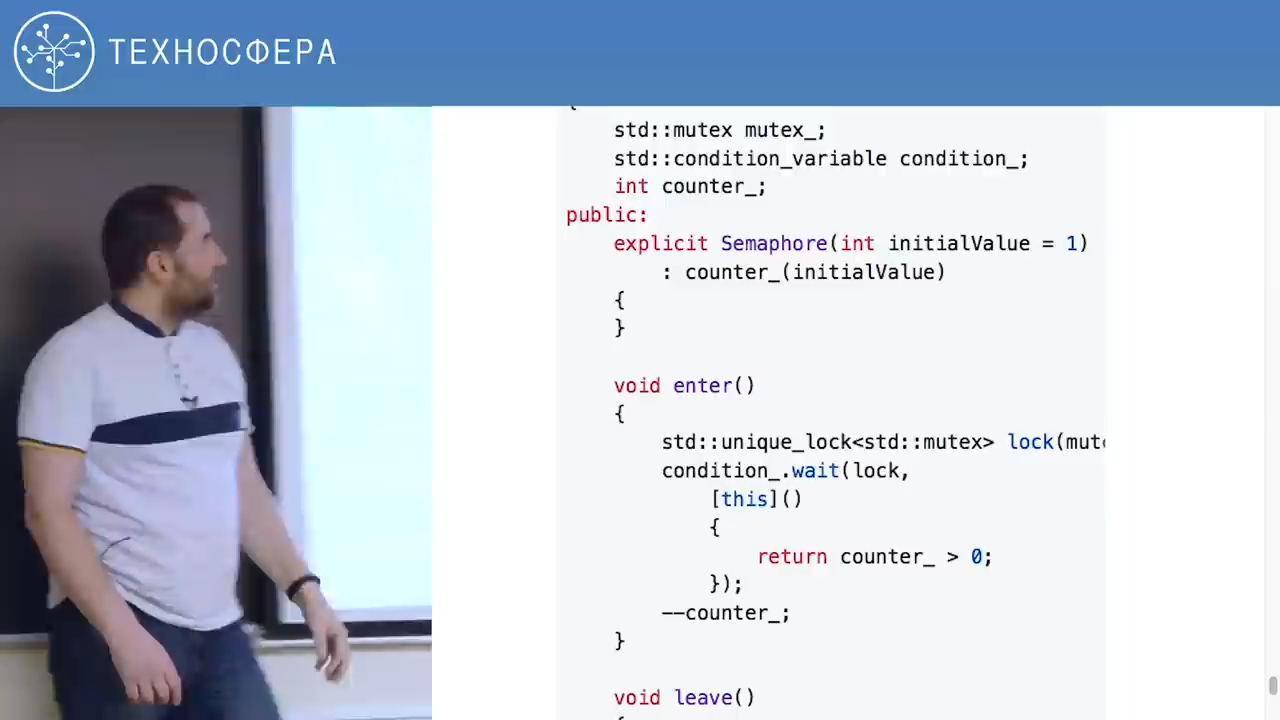 ТЕХНОСФЕРА
{
std::mutex mutex_;
std::condition_variable condition_;
int counter_;
public:
explicit Semaphore(int initialValue = 1)
: counter_(initialValue)
{
}
void enter()
{
std::unique_lock<std::mutex> lock(mut
condition_.wait(lock,
[this]()
{
return counter_ > 0;
});
--counter_;
}
void leave()
{